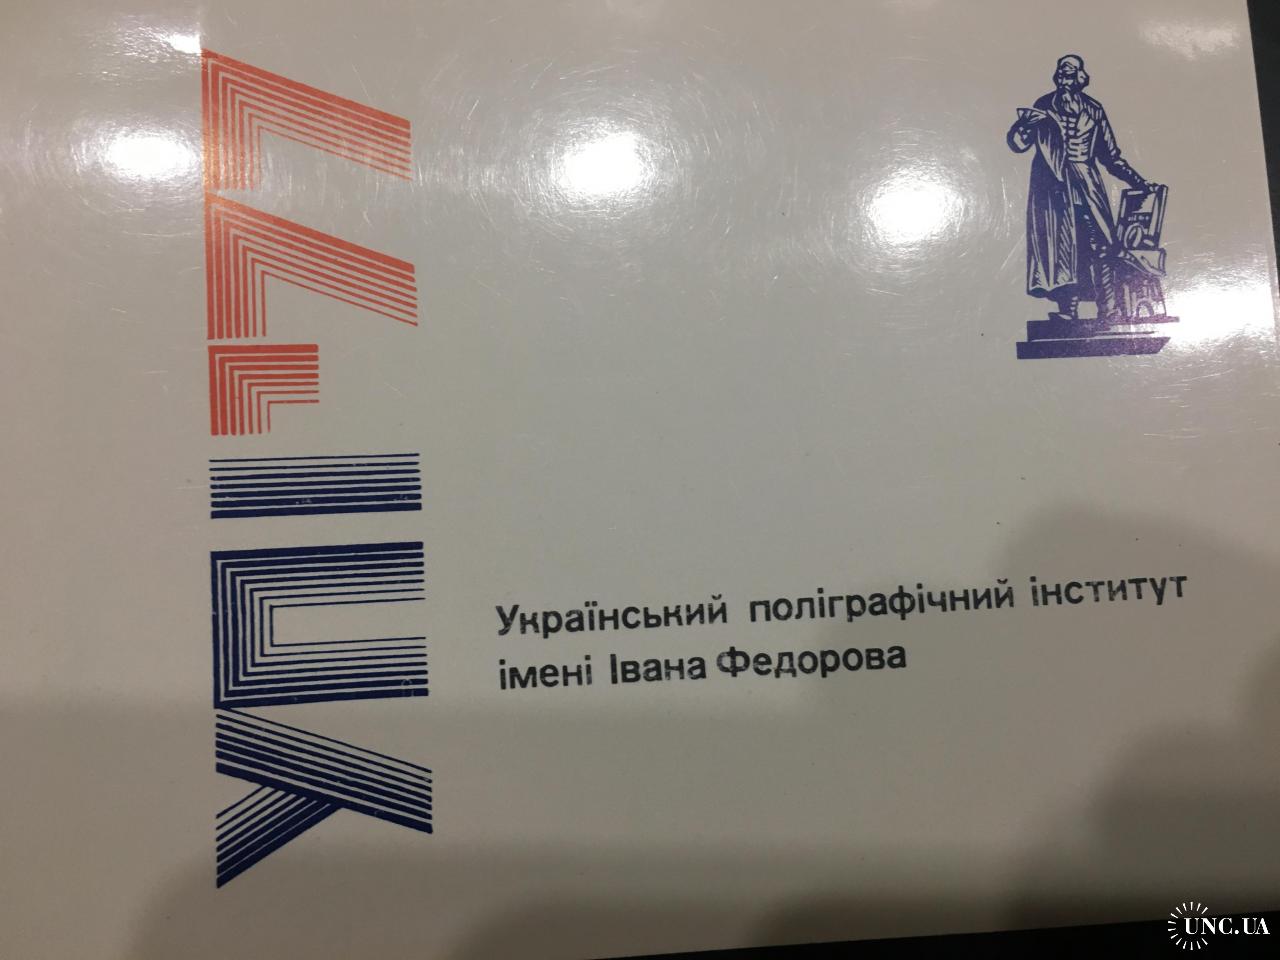 УПІ'77
Український поліграфічний інститут
імені Івана Федорова
UNC.UA